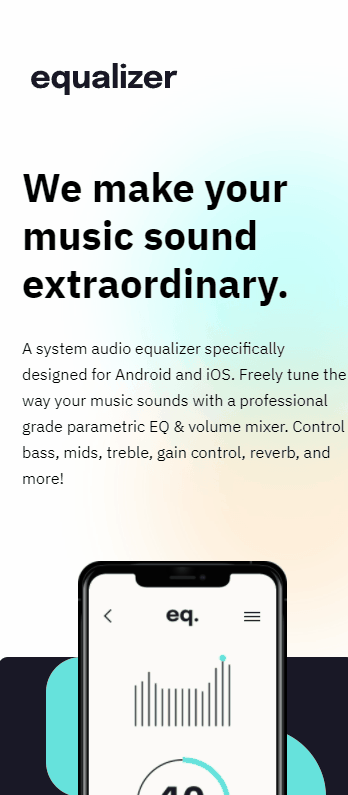 equalizer
We make your
music sound
extraordinary.
A system audio equalizer specifically
designed for Android and iOS. Freely tune the
way your music sounds with a professional
grade parametric EQ & volume mixer. Control
bass, mids, treble, gain control, reverb, and
more!
eq.